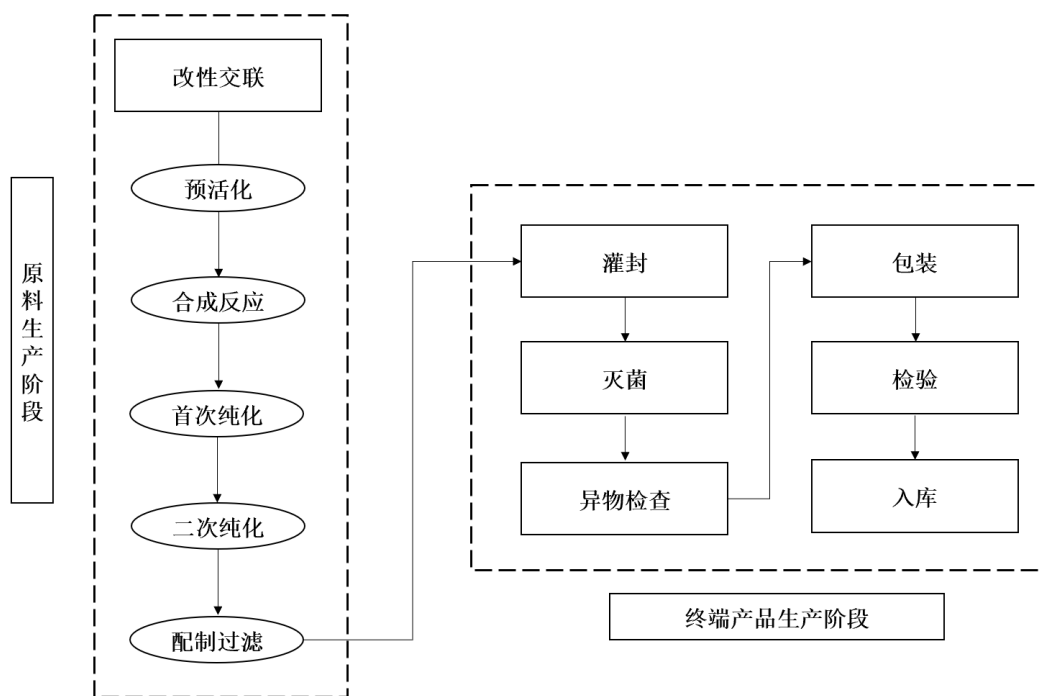 原料生产阶段
改性交联
预活化
合成反应
首次纯化
二次纯化
配制过滤
灌封
灭菌
异物检查
包装
检验
入库
终端产品生产阶段